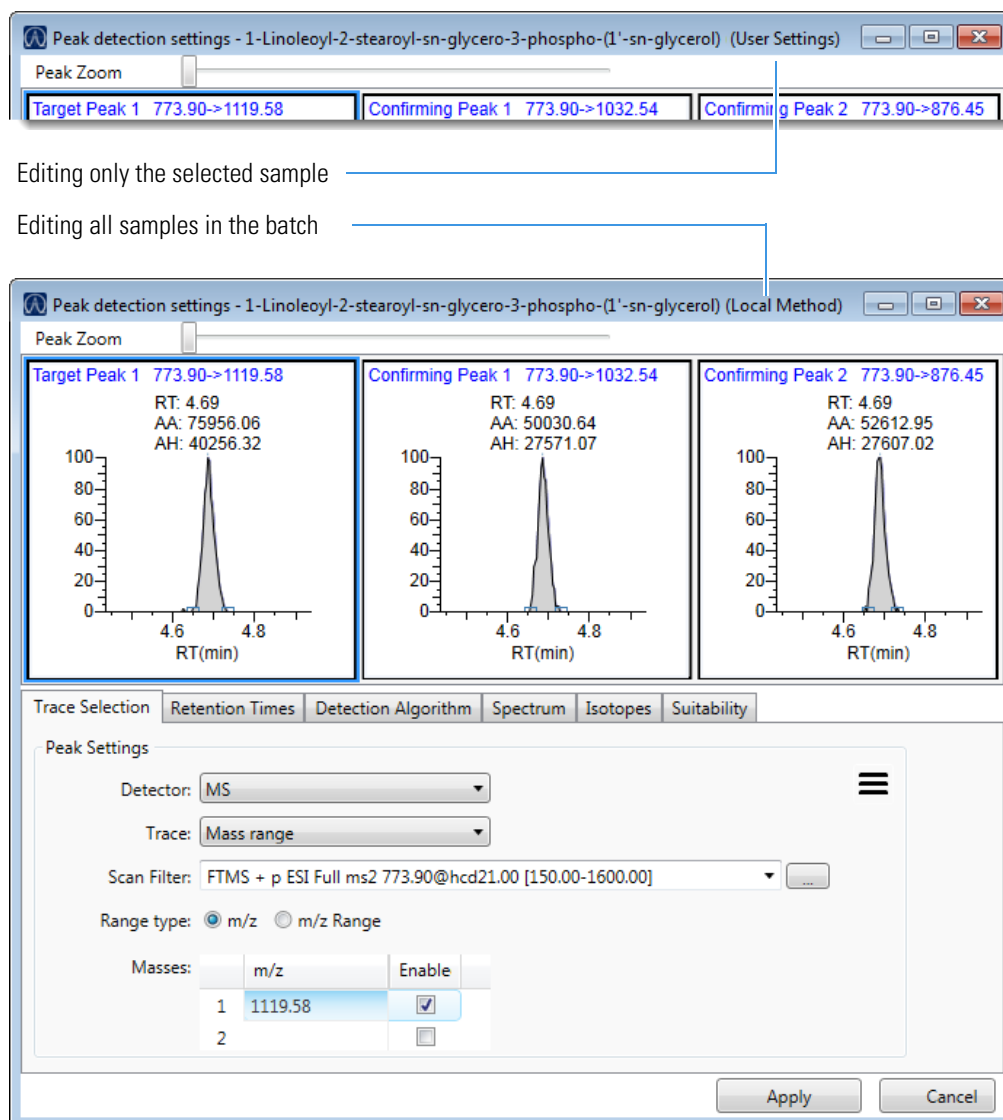 Peak detection settings - 1-Linoleoyl-2-stearoyl-sn-glycero-3-phospho-(1'-sn-glycerol) (User Settings)
Peak Zoom
Target Peak 1 773.90->1119.58
Confirming Peak 1 773.90->1032.54
Confirming Peak 2 773.90->876.45
Editing only the selected sample
Editing all samples in the batch
Peak detection settings - 1-Linoleoyl-2-stearoyl-sn-glycero-3-phospho-(1'-sn-glycerol) (Local Method)
Peak Zoom
Target Peak 1 773.90->1119.58
RT: 4.69
AA: 75956.06
AH: 40256.32
100
80
60
40
20
0
4.6 4.8
RT(min)
Confirming Peak 1 773.90->1032.54
RT: 4.69
AA: 50030.64
AH: 27571.07
100
80
60
40
20
0
4.6 4.8
RT(min)
Confirming Peak 2 773.90->876.45
RT: 4.69
AA: 52612.95
AH: 27607.02
100
80
60
40
20
0
4.6 4.8
RT(min)
Trace Selection Retention Times Detection Algorithm Spectrum Isotopes Suitability
Peak Settings
Detector: MS
Trace: Mass range
Scan Filter: FTMS + p ESI Full ms2 773.90@hcd21.00 [150.00-1600.00] ...
Range type: m/z m/z Range
Masses: m/z Enable
1 1119.58
2
Apply Cancel